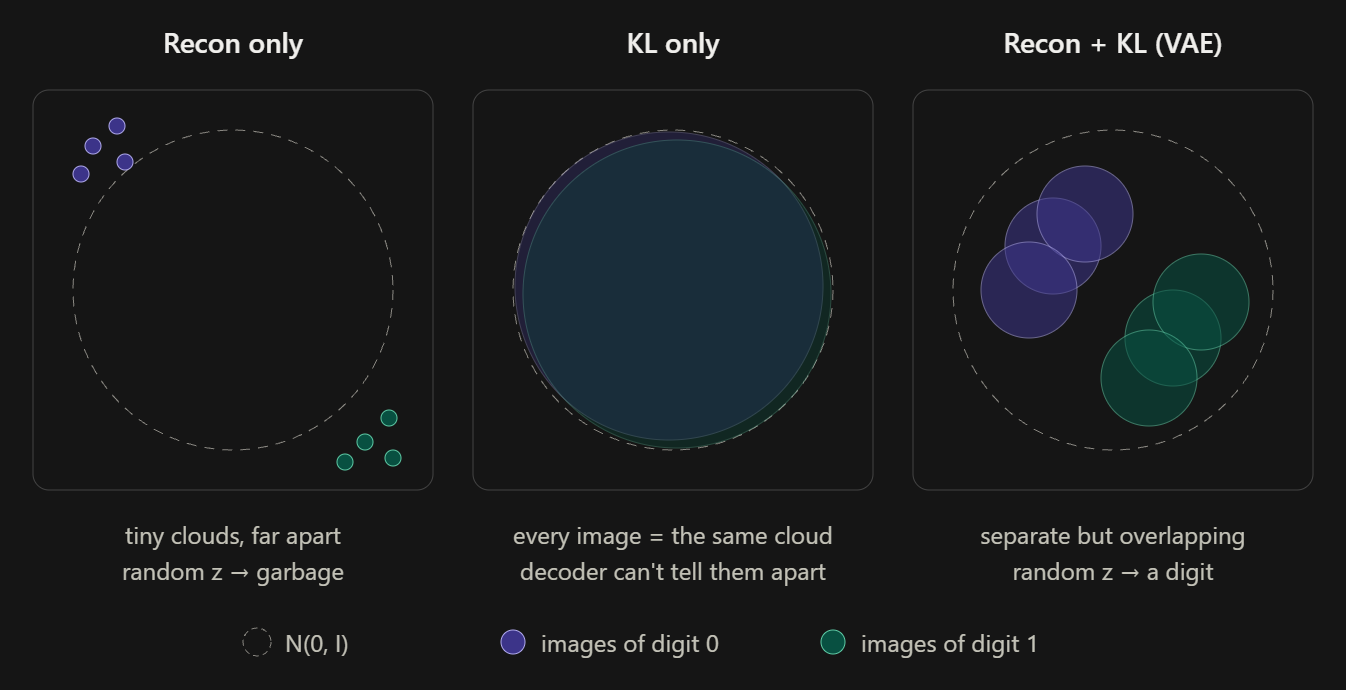 Recon only
KL only
Recon + KL (VAE)
tiny clouds, far apart
random z → garbage
every image = the same cloud
decoder can't tell them apart
separate but overlapping
random z → a digit
N(0, I)
images of digit 0
images of digit 1